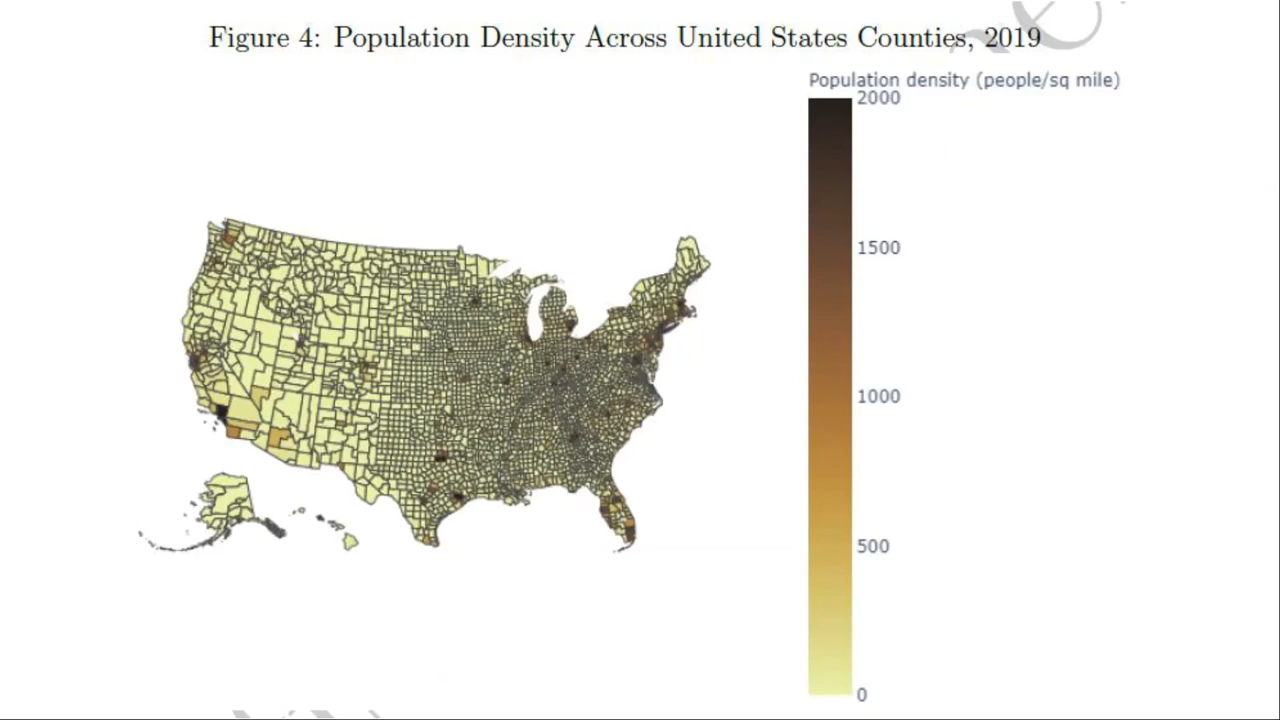 Figure 4: Population Density Across United States Counties, 2019
Population density (people/sq mile)
2000
1500
1000
500
0